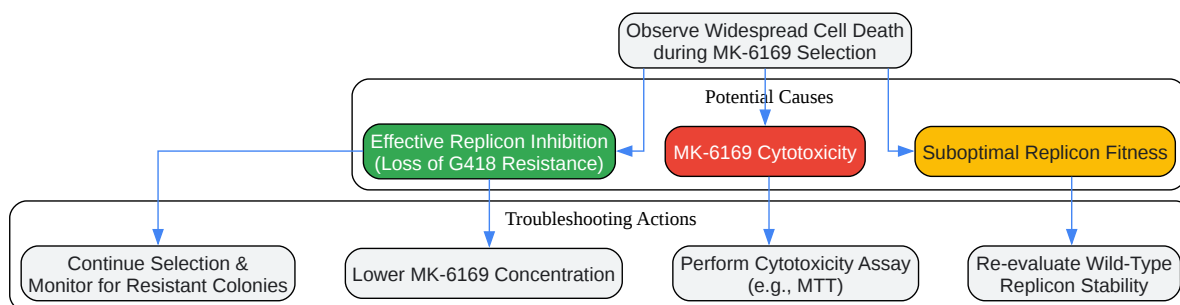 Observe Widespread Cell Death
during MK-6169 Selection
Potential Causes
Effective Replicon Inhibition
(Loss of G418 Resistance)
MK-6169 Cytotoxicity
Suboptimal Replicon Fitness
Troubleshooting Actions
Continue Selection &
Monitor for Resistant Colonies
Lower MK-6169 Concentration
Perform Cytotoxicity Assay
(e.g., MTT)
Re-evaluate Wild-Type
Replicon Stability